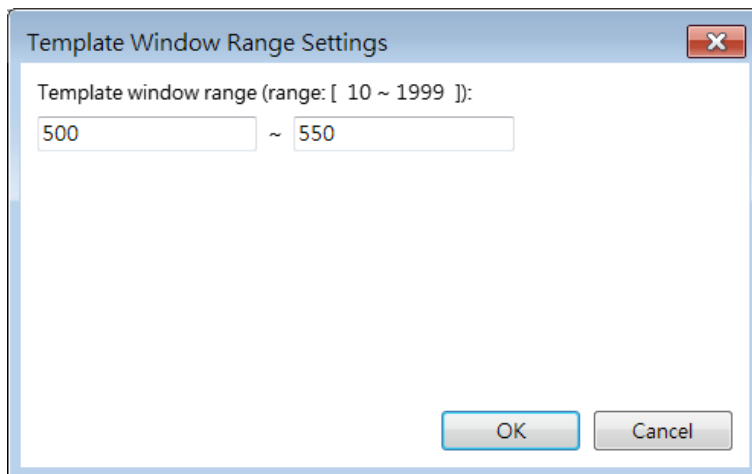 Template Window Range Settings
Template window range (range: [ 10 ~ 1999 ]):
500 ~ 550
OK Cancel